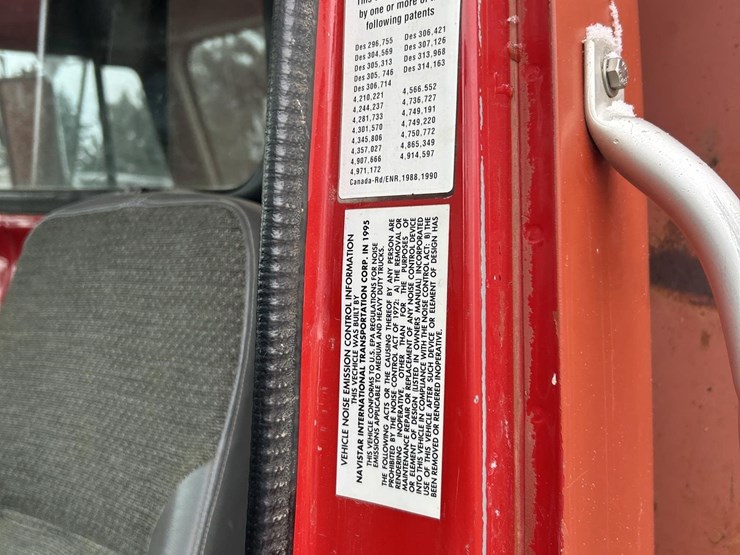 by one or more
following patents
Des 296,755 Des 306,421
Des 304,569 Des 307,126
Des 305,313 Des 313,968
Des 305,746 Des 314,163
Des 306,714
4,210,221 4,566,552
4,244,237 4,736,727
4,281,733 4,749,191
4,301,570 4,749,220
4,345,806 4,750,772
4,357,027 4,865,349
4,907,666 4,914,597
4,971,172
Canada-Rd/ENR.1988,1990
VEHICLE NOISE EMISSION CONTROL INFORMATION
THIS VECHICLE WAS BUILT BY
NAVISTAR INTERNATIONAL TRANSPORTATION CORP. IN 1995
THIS VEHICLE CONFORMS TO U.S. EPA REGULATIONS FOR NOISE
EMISSIONS APPLICABLE TO MEDIUM AND HEAVY DUTY TRUCKS.
THE FOLLOWING ACTS OR THE CAUSING THEREOF BY ANY PERSON ARE
PROHIBITED BY THE NOISE CONTROL ACT OF 1972: A) THE REMOVAL OR
RENDERING INOPERATIVE, OTHER THAN FOR THE PURPOSES OF
MAINTENANCE REPAIR OR REPLACEMENT OF ANY NOISE CONTROL DEVICE
OR ELEMENT OF DESIGN (LISTED IN OWNERS MANUAL) INCORPORATED
INTO THIS VEHICLE IN COMPLIANCE WITH THE NOISE CONTROL ACT: B) THE
USE OF THIS VEHICLE AFTER SUCH DEVICE OR ELEMENT OF DESIGN HAS
BEEN REMOVED OR RENDERED INOPERATIVE.